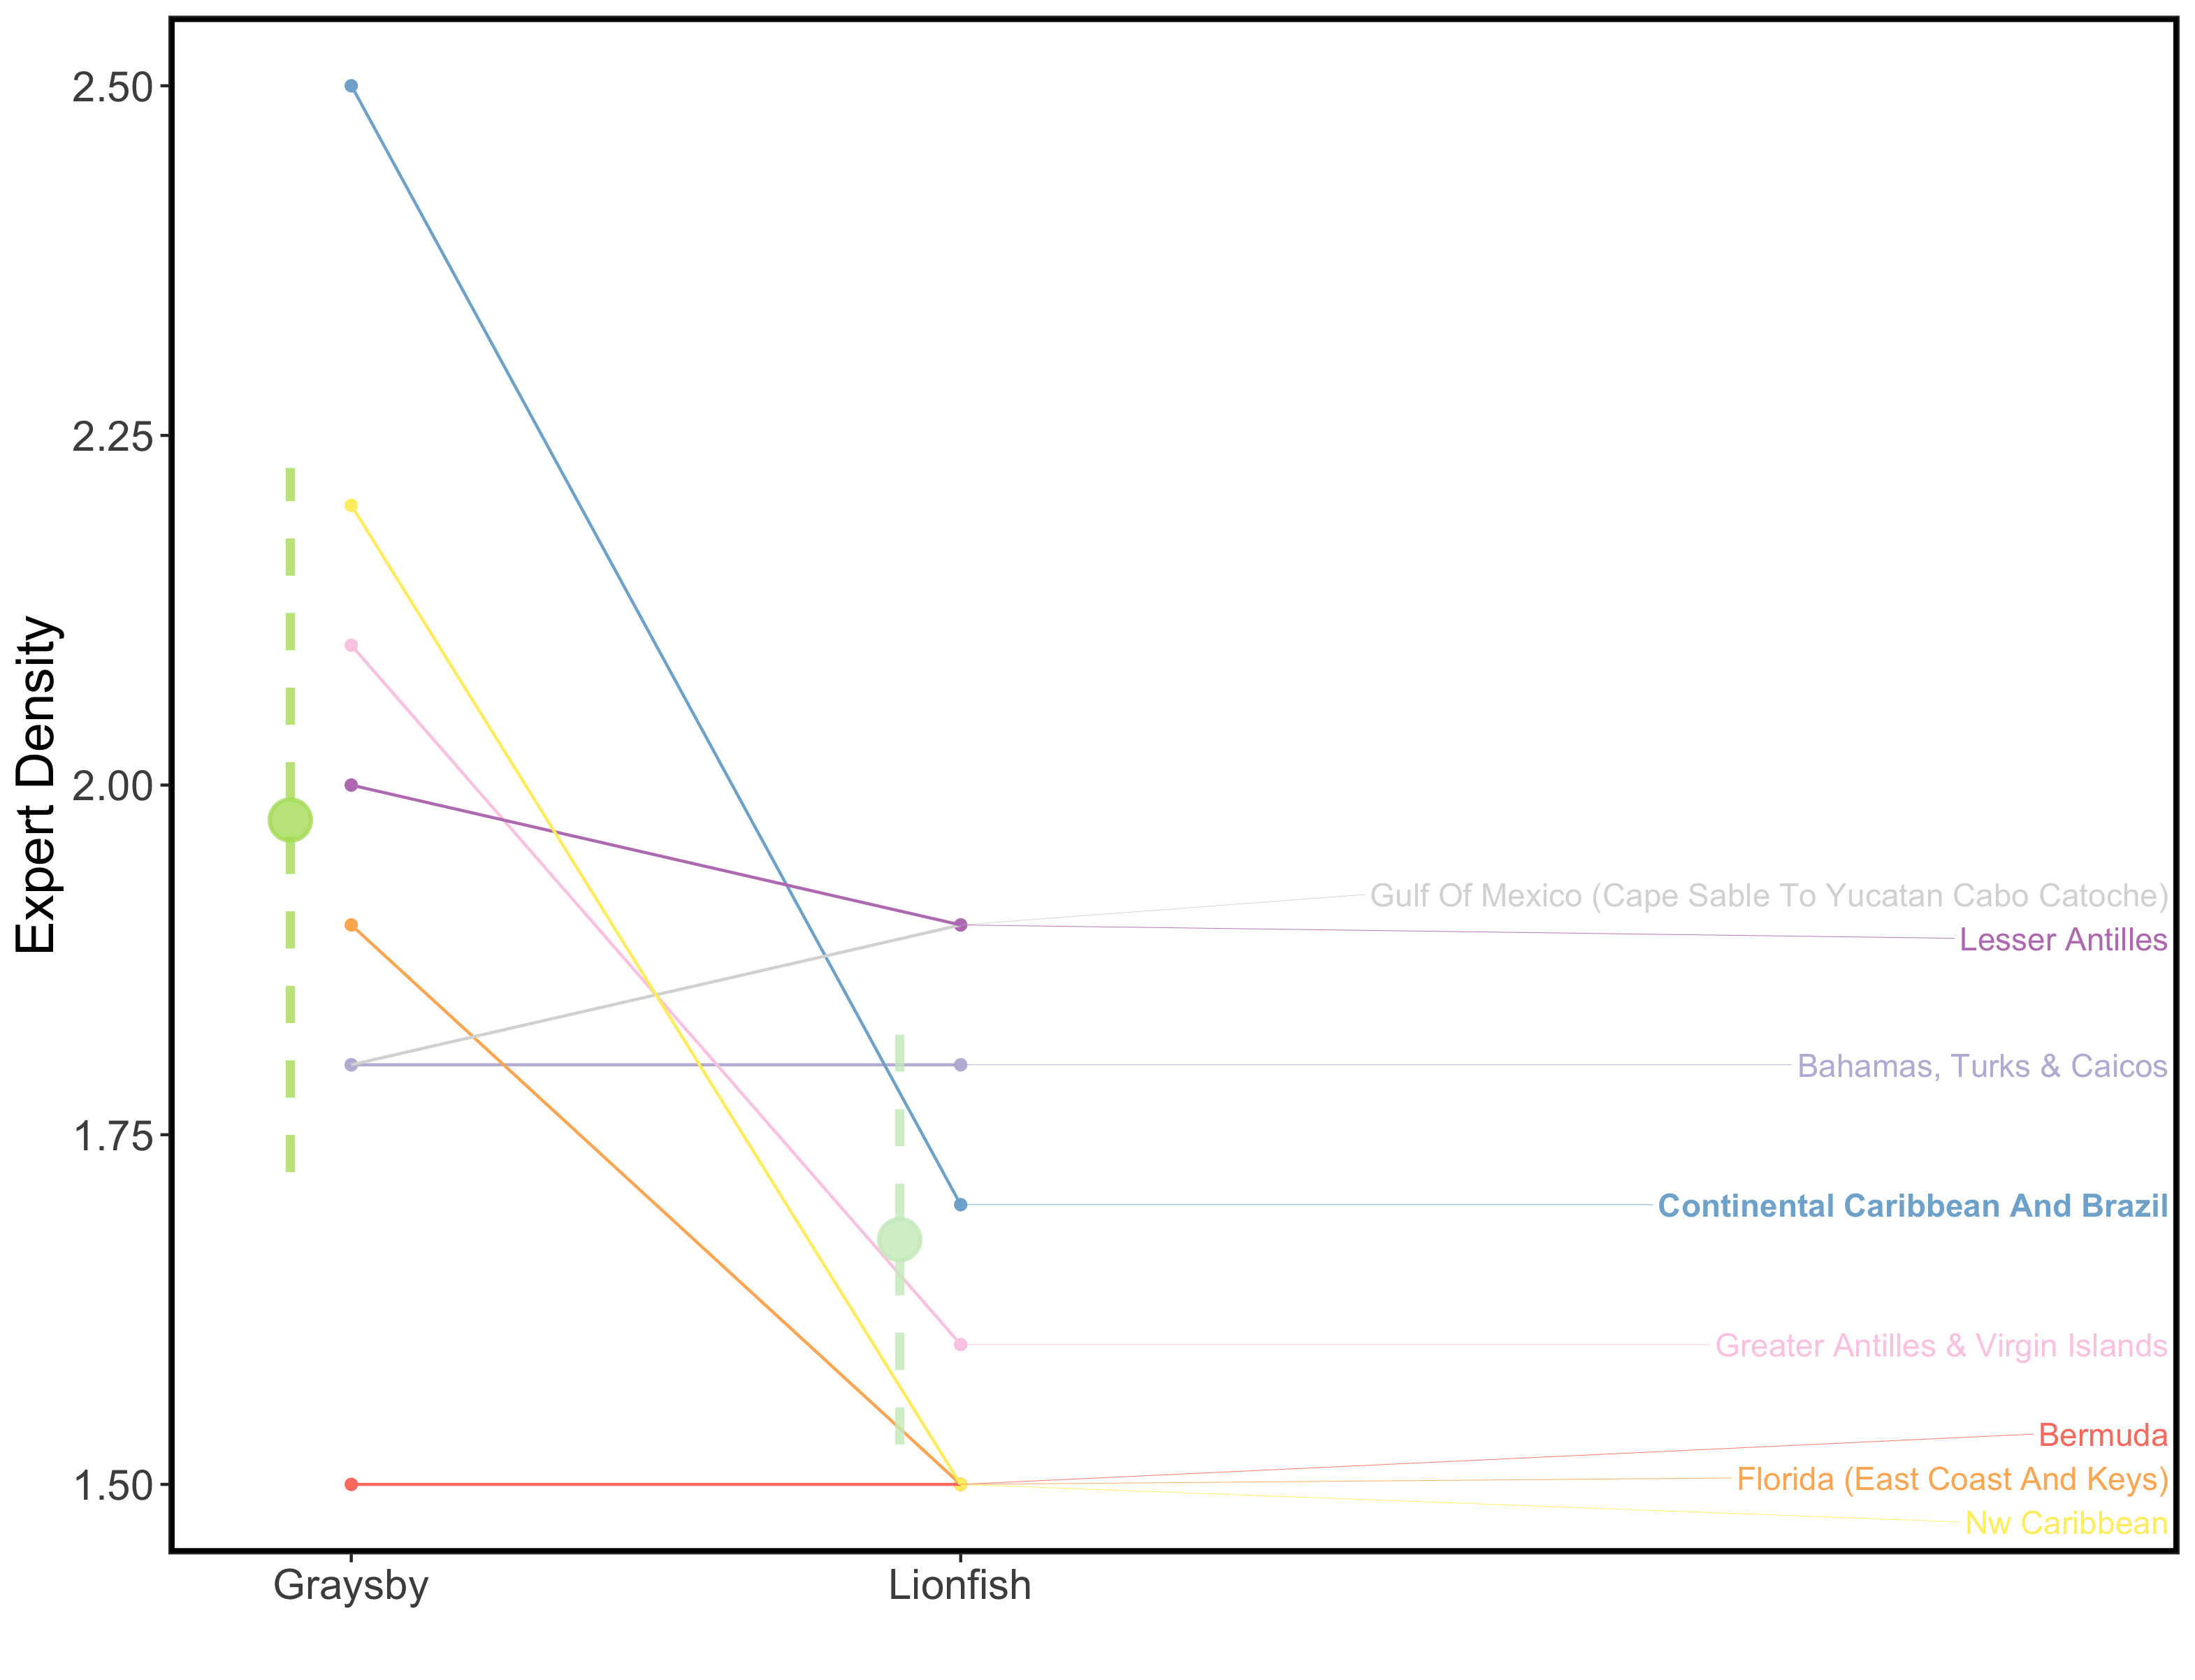 2.50
2.25
2.00
1.75
1.50
Expert Density
Gulf Of Mexico (Cape Sable To Yucatan Cabo Catoche)
Lesser Antilles
Bahamas, Turks & Caicos
Continental Caribbean And Brazil
Greater Antilles & Virgin Islands
Bermuda
Florida (East Coast And Keys)
Nw Caribbean
Graysby
Lionfish